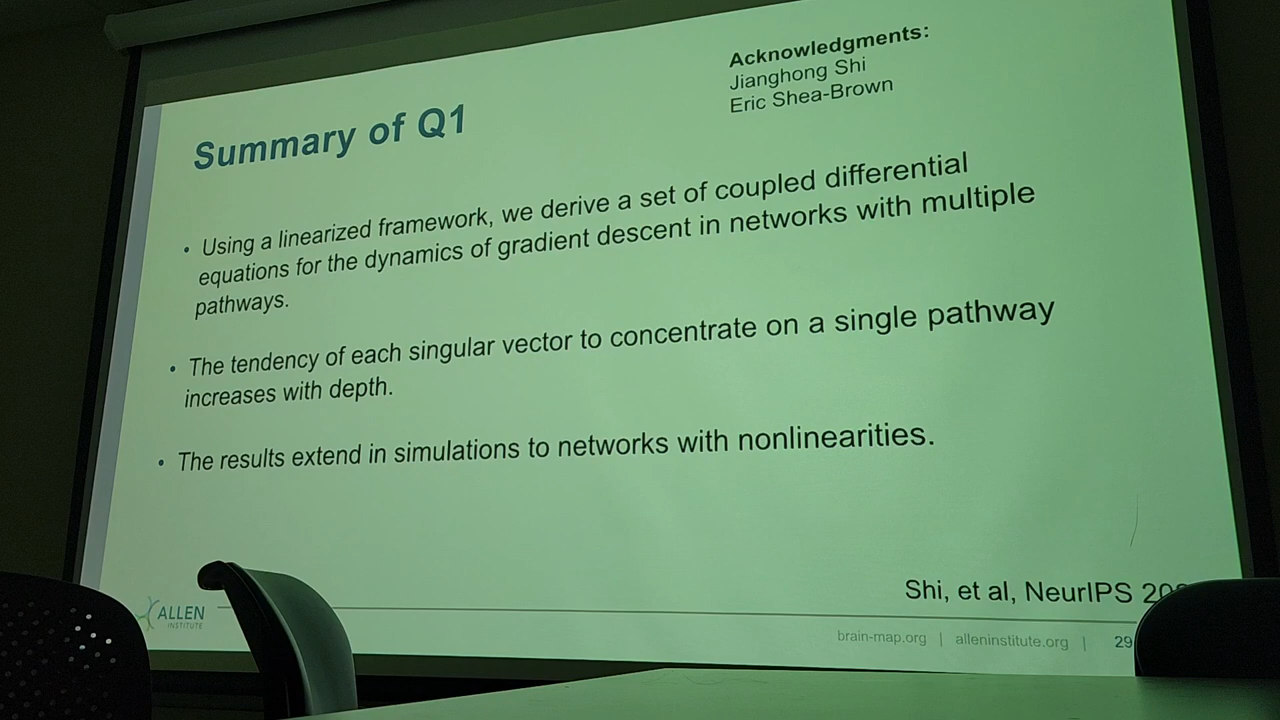 Acknowledgments:
Jianghong Shi
Eric Shea-Brown
Summary of Q1
• Using a linearized framework, we derive a set of coupled differential
equations for the dynamics of gradient descent in networks with multiple
pathways.
• The tendency of each singular vector to concentrate on a single pathway
increases with depth.
• The results extend in simulations to networks with nonlinearities.
Shi, et al, NeurIPS
ALLEN
INSTITUTE
brain-map.org | alleninstitute.org | 29